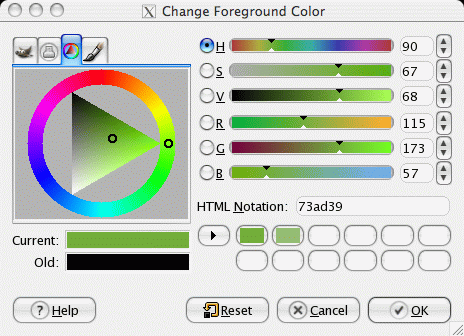 Change Foreground Color
H 90
S 67
V 68
R 115
G 173
B 57
HTML Notation: 73ad39
Current:
Old:
Help Reset Cancel OK